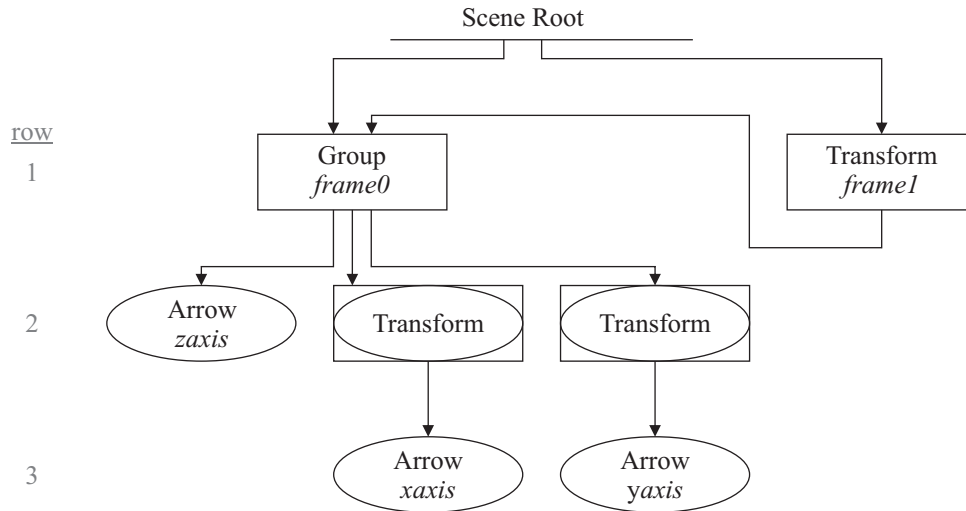 Scene Root
row
1
Group
frame0
Transform
frame1
2
Arrow
zaxis
Transform
Transform
3
Arrow
xaxis
Arrow
yaxis